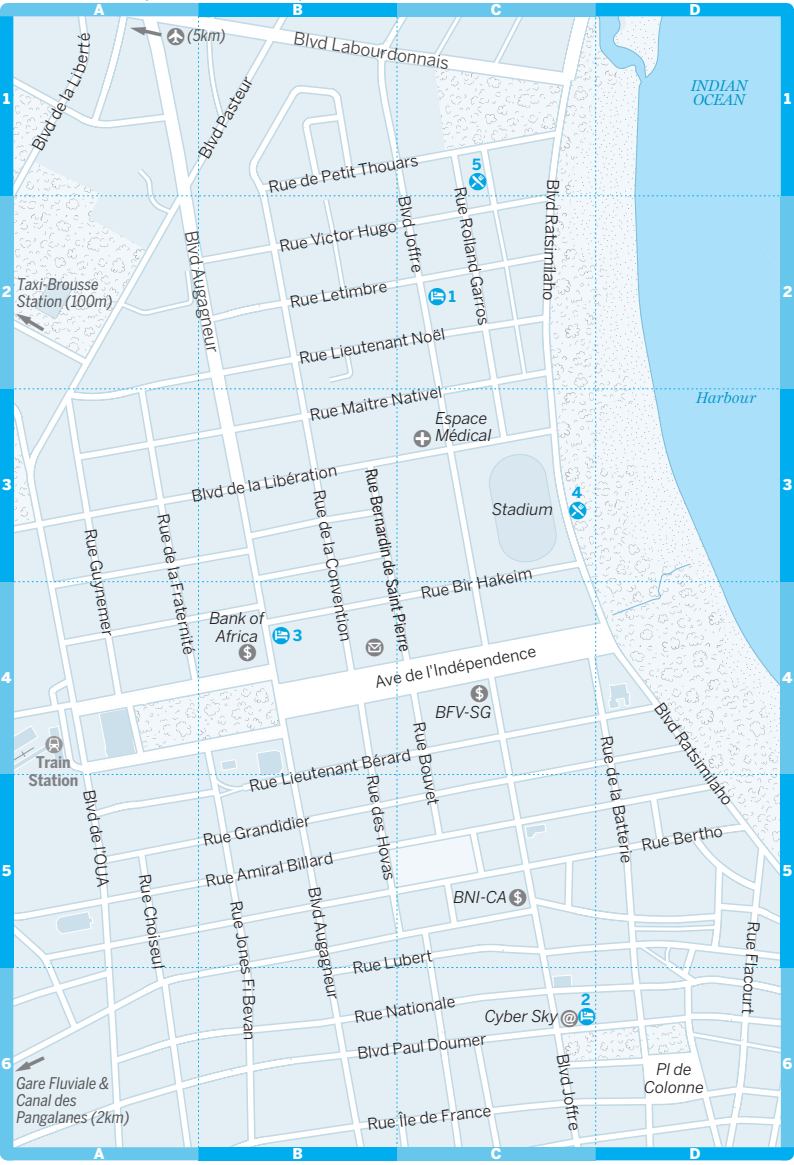 A
B
C
D
(5km)
Blvd Labourdonnais
Blvd de la Liberté
Blvd Pasteur
INDIAN
OCEAN
1
1
5
Rue de Petit Thouars
Rue Rolland Garros
Blvd Ratsimilaho
Blvd Joffre
Rue Victor Hugo
Blvd Augagneur
Taxi-Brousse
Station (100m)
Rue Letimbre
1
2
2
Rue Lieutenant Noël
Rue Maitre Nativel
Harbour
Espace
Médical
Blvd de la Libération
3
3
4
Stadium
Rue Bernardin de Saint Pierre
Rue de la Convention
Rue de la Fraternité
Rue Guynemer
Rue Bir Hakeim
Bank of
Africa
$
3
Ave de l'Indépendence
4
4
$
BFV-SG
Blvd Ratsimilaho
Train
Station
Rue Bouvet
Rue de la Batterie
Rue Lieutenant Bérard
Rue des Hovas
Blvd de l'OUA
Rue Grandidier
Rue Bertho
Rue Amiral Billard
5
5
Rue Choiseul
BNI-CA
$
Blvd Augagneur
Rue Jones Fi Bevan
Rue Flacourt
Rue Lubert
Rue Nationale
2
Cyber Sky
@
Blvd Paul Doumer
6
6
Gare Fluviale &
Canal des
Pangalanes (2km)
Blvd Joffre
Pl de
Colonne
Rue Île de France
A
B
C
D